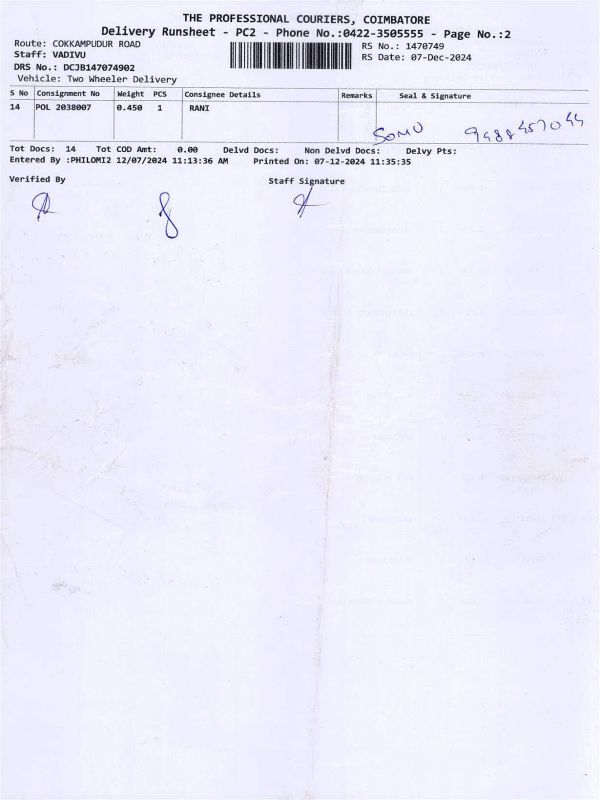 THE PROFESSIONAL COURIERS, COIMBATORE
Delivery Runsheet - PC2 - Phone No.:0422-3505555 - Page No.:2
Route: COKKAMPUDUR ROAD
RS No.: 1470749
Staff: VADIVU
RS Date: 07-Dec-2024
DRS No.: DCJB147074902
Vehicle: Two Wheeler Delivery
S No Consignment No Weight PCS Consignee Details Remarks Seal & Signature
14 POL 2038007 0.450 1 RANI
SOMU 9488457044
Tot Docs: 14 Tot COD Amt: 0.00 Delvd Docs: Non Delvd Docs: Delvy Pts:
Entered By :PHILOMI2 12/07/2024 11:13:36 AM Printed On: 07-12-2024 11:35:35
Verified By Staff Signature